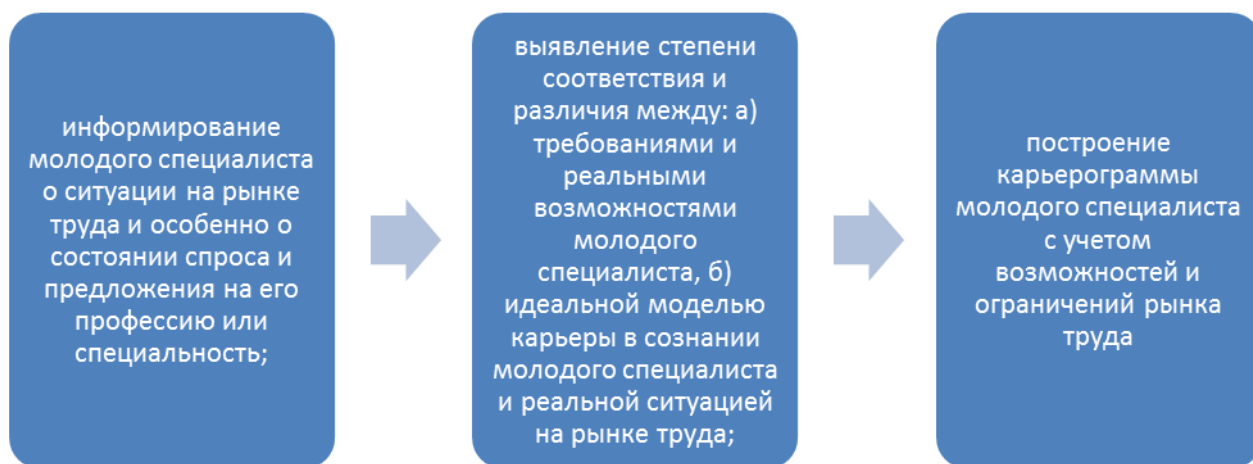 информирование
молодого специалиста
о ситуации на рынке
труда и особенно о
состоянии спроса и
предложения на его
профессию или
специальность;
выявление степени
соответствия и
различия между: а)
требованиями и
реальными
возможностями
молодого
специалиста, б)
идеальной моделью
карьеры в сознании
молодого специалиста
и реальной ситуацией
на рынке труда;
построение
карьерограммы
молодого специалиста
с учетом
возможностей и
ограничений рынка
труда